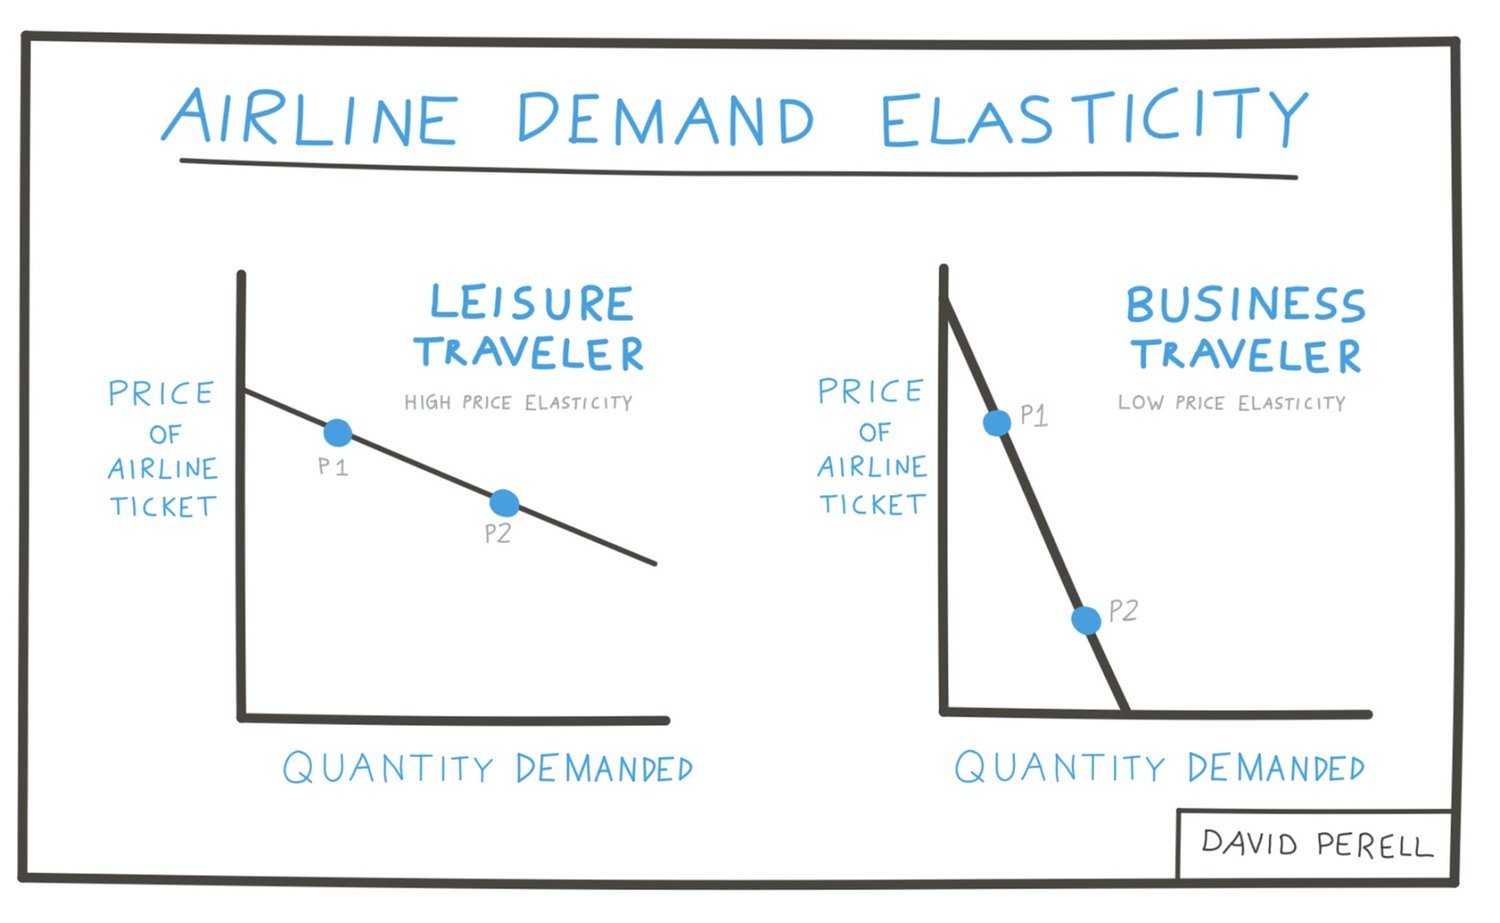 AIRLINE DEMAND ELASTICITY
LEISURE
TRAVELER
HIGH PRICE ELASTICITY
PRICE
OF
AIRLINE
TICKET
P1
P2
QUANTITY DEMANDED
BUSINESS
TRAVELER
LOW PRICE ELASTICITY
PRICE
OF
AIRLINE
TICKET
P1
P2
QUANTITY DEMANDED
DAVID PERELL